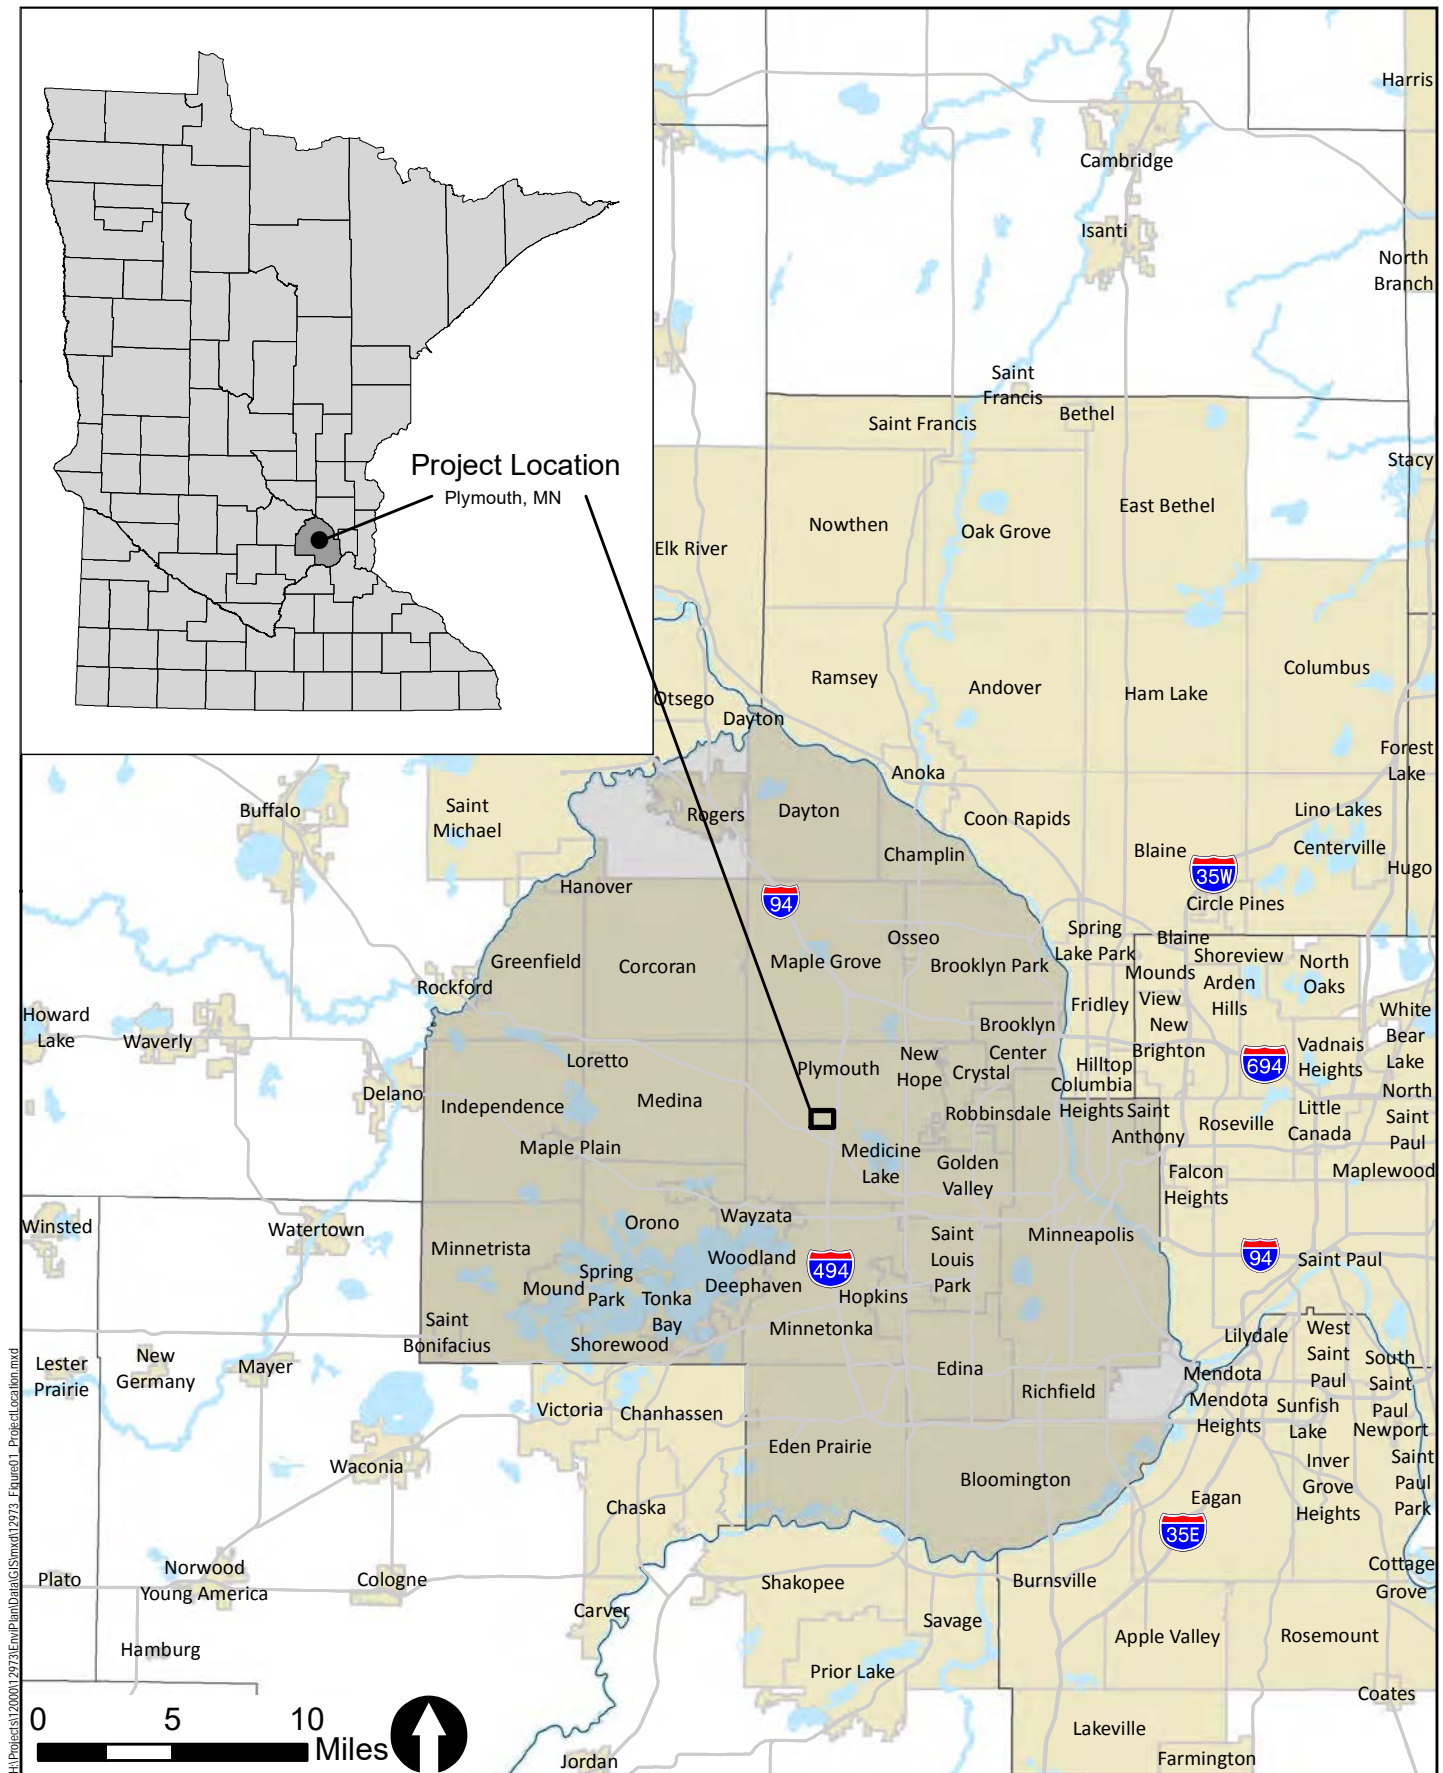 Project Location
Plymouth, MN
Harris
Cambridge
Isanti
North
Branch
Saint
Francis
Bethel
Saint Francis
Stacy
East Bethel
Nowthen
Oak Grove
Elk River
Columbus
Ramsey
Andover
Ham Lake
Otsego
Dayton
Forest
Lake
Anoka
Buffalo
Saint
Michael
Rogers
Dayton
Coon Rapids
Lino Lakes
Champlin
Blaine
Centerville
35W
Hugo
Hanover
94
Circle Pines
Osseo
Spring
Lake Park
Blaine
Shoreview
Greenfield
Corcoran
Maple Grove
Brooklyn Park
Mounds
View
Arden
Hills
North
Oaks
Rockford
Fridley
Howard
Lake
Waverly
Brooklyn
Center
New
Brighton
White
Bear
Lake
Loretto
Plymouth
New
Hope
Crystal
Hilltop
694
Vadnais
Heights
Delano
Independence
Medina
Robbinsdale
Columbia
Heights
Saint
Anthony
Roseville
Little
Canada
North
Saint
Paul
Maple Plain
Medicine
Lake
Golden
Valley
Falcon
Heights
Maplewood
Winsted
Watertown
Orono
Wayzata
Minnetrista
Woodland
Saint
Louis
Park
Minneapolis
94
Saint Paul
Mound
Spring
Park
Tonka
Bay
Deephaven
494
Hopkins
Saint
Bonifacius
Shorewood
Minnetonka
Lilydale
West
Saint
Paul
South
Saint
Paul
Lester
Prairie
New
Germany
Mayer
Edina
Richfield
Mendota
Mendota
Heights
Sunfish
Lake
Newport
Victoria
Chanhassen
Eden Prairie
Waconia
Bloomington
Inver
Grove
Heights
Saint
Paul
Park
Chaska
Eagan
35E
Plato
Norwood
Young America
Cologne
Shakopee
Burnsville
Cottage
Grove
Carver
Savage
Hamburg
Apple Valley
Rosemount
Prior Lake
Coates
Lakeville
Jordan
Farmington
0 5 10
Miles
H:\Projects\12000\12973\EnviPlan\Data\GIS\mxd\12973_Figure01_ProjectLocation.mxd